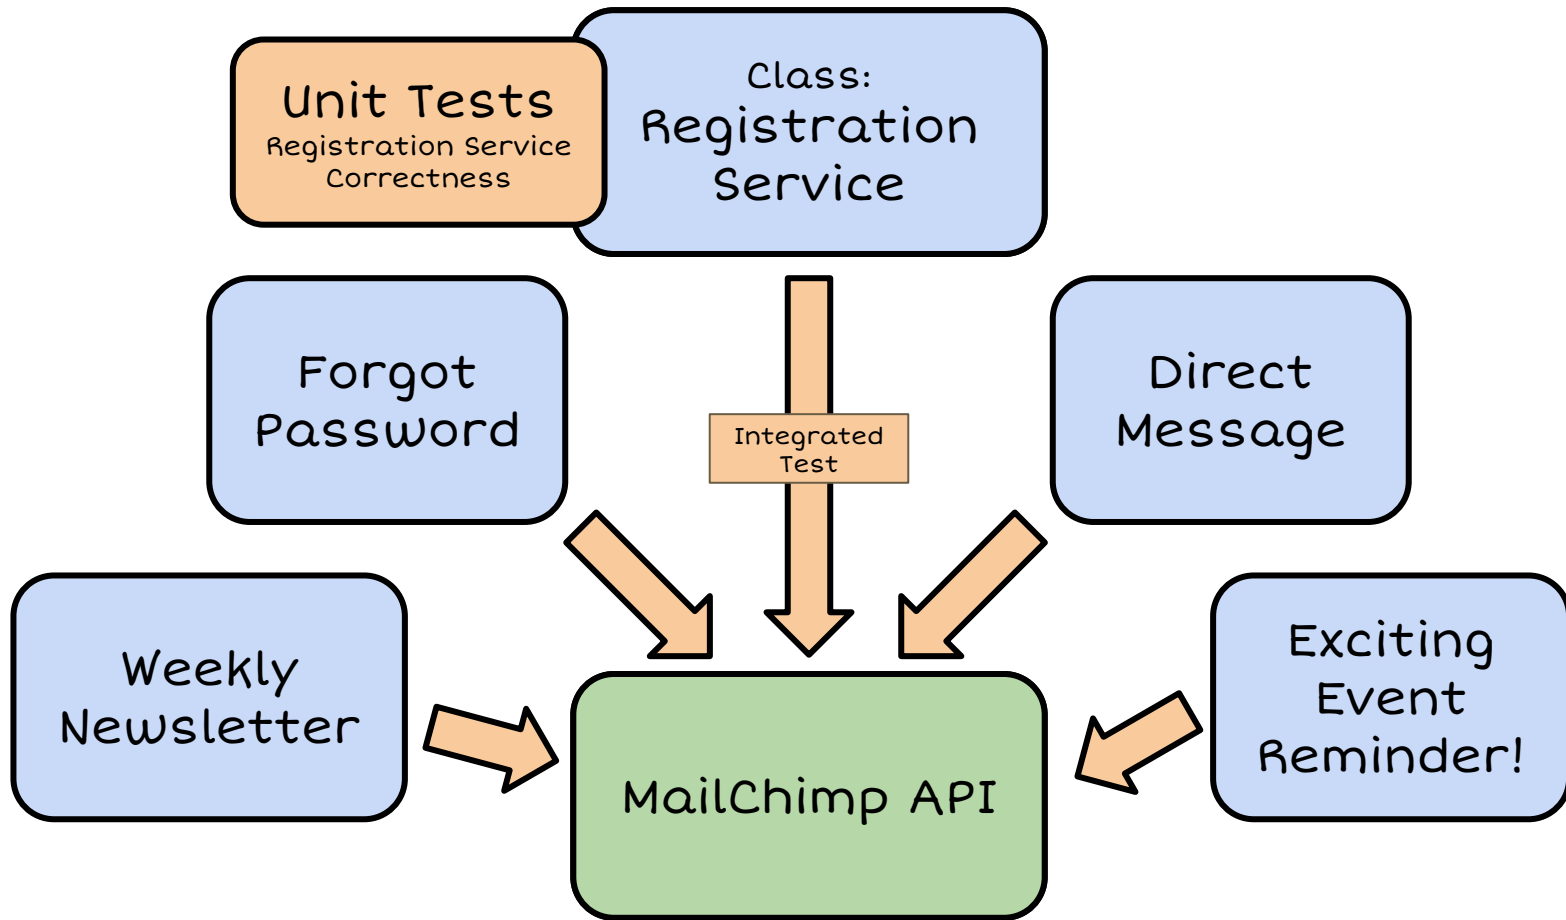 Unit Tests
Registration Service
Correctness
Class:
Registration
Service
Forgot
Password
Integrated
Test
Direct
Message
Weekly
Newsletter
MailChimp API
Exciting
Event
Reminder!